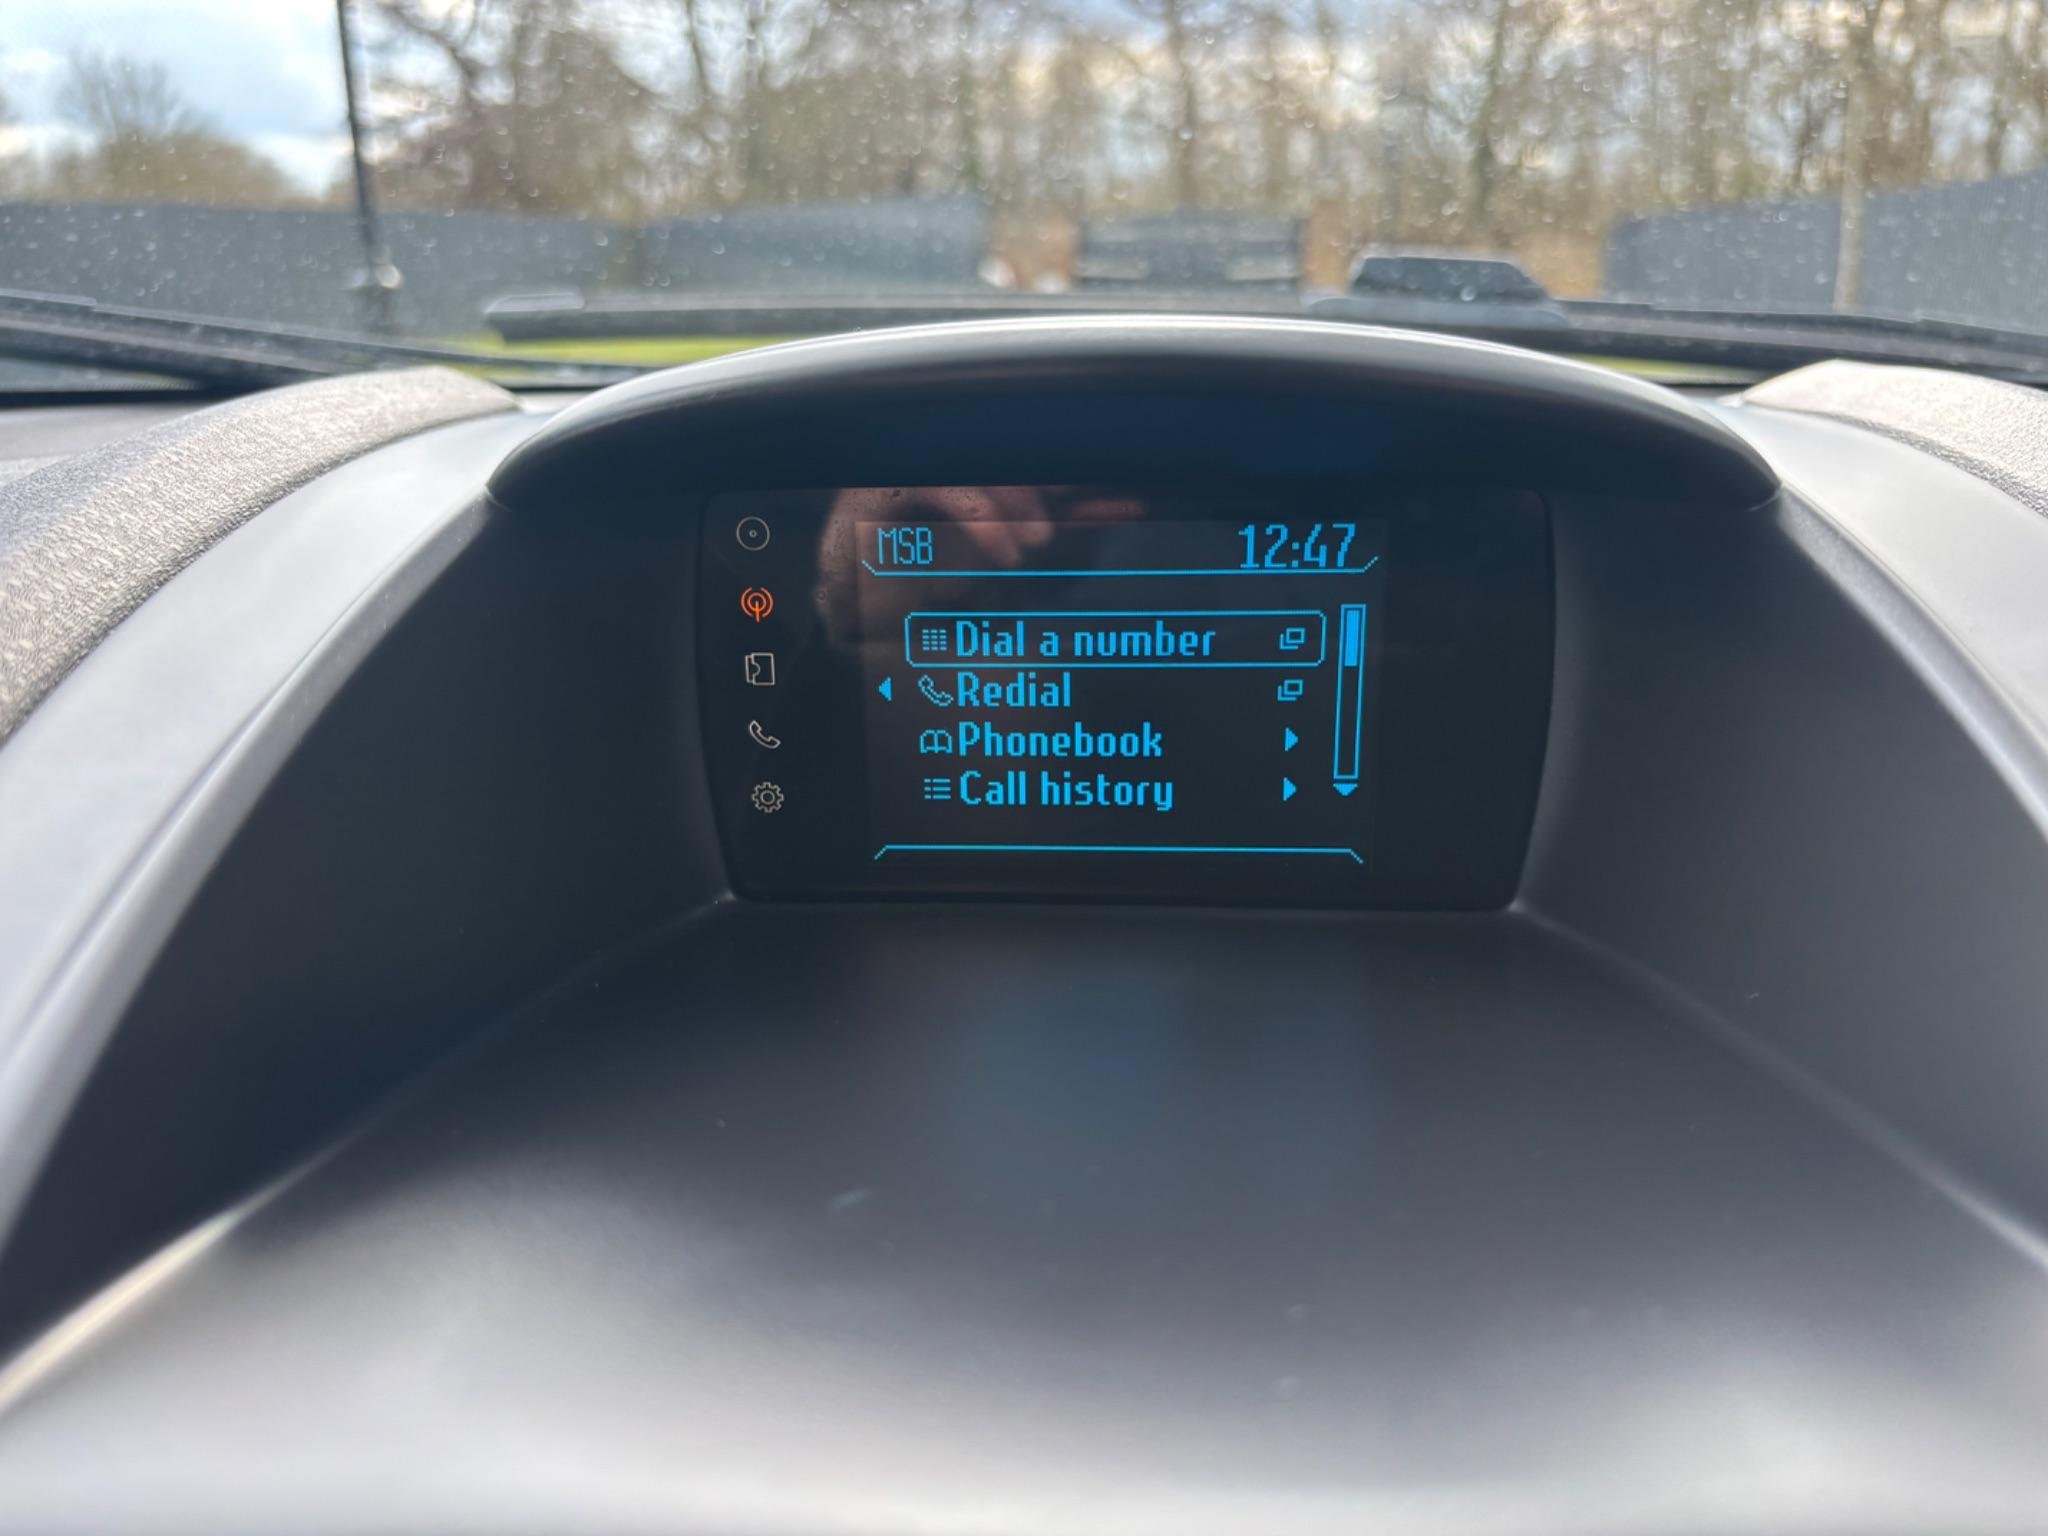 MSB 12:47
Dial a number
Redial
Phonebook
Call history